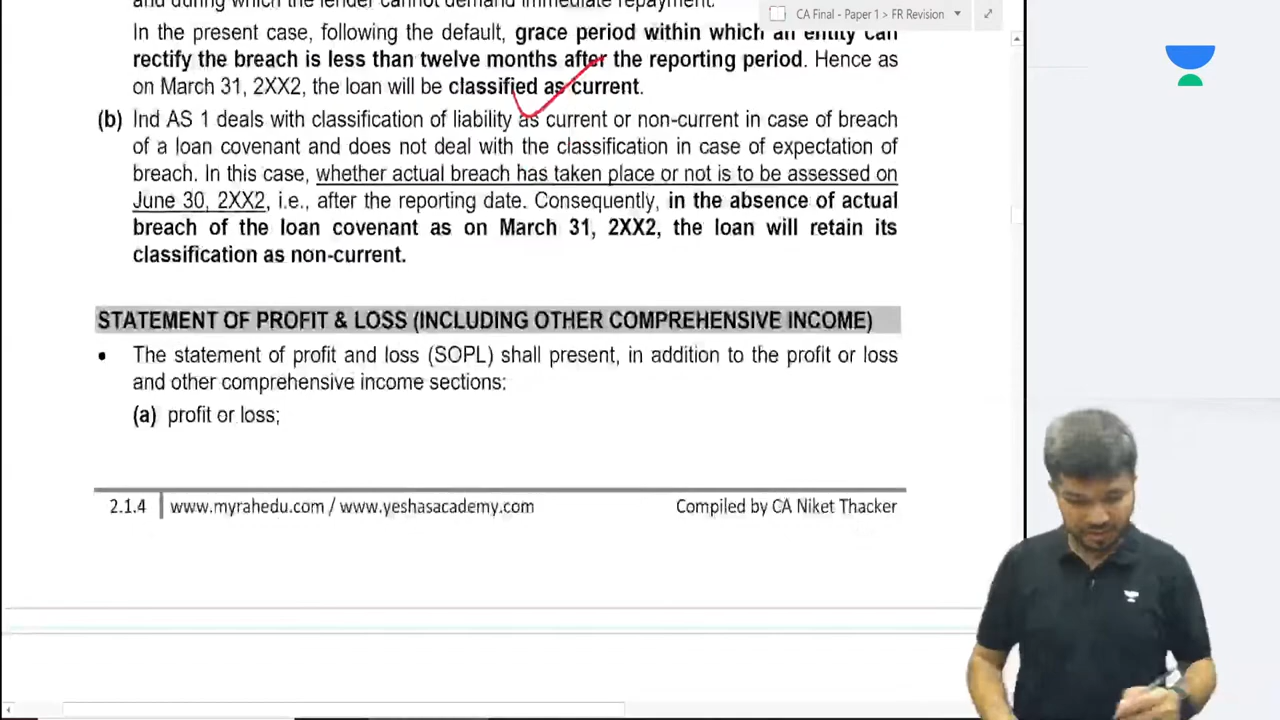 and during which the lender cannot demand immediate repayment.
CA Final - Paper 1 > FR Revision
In the present case, following the default, grace period within which an entity can
rectify the breach is less than twelve months after the reporting period. Hence as
on March 31, 2XX2, the loan will be classified as current.
(b) Ind AS 1 deals with classification of liability as current or non-current in case of breach
of a loan covenant and does not deal with the classification in case of expectation of
breach. In this case, whether actual breach has taken place or not is to be assessed on
June 30, 2XX2, i.e., after the reporting date. Consequently, in the absence of actual
breach of the loan covenant as on March 31, 2XX2, the loan will retain its
classification as non-current.
STATEMENT OF PROFIT & LOSS (INCLUDING OTHER COMPREHENSIVE INCOME)
• The statement of profit and loss (SOPL) shall present, in addition to the profit or loss
and other comprehensive income sections:
(a) profit or loss;
2.1.4 www.myrahedu.com / www.yeshasacademy.com Compiled by CA Niket Thacker